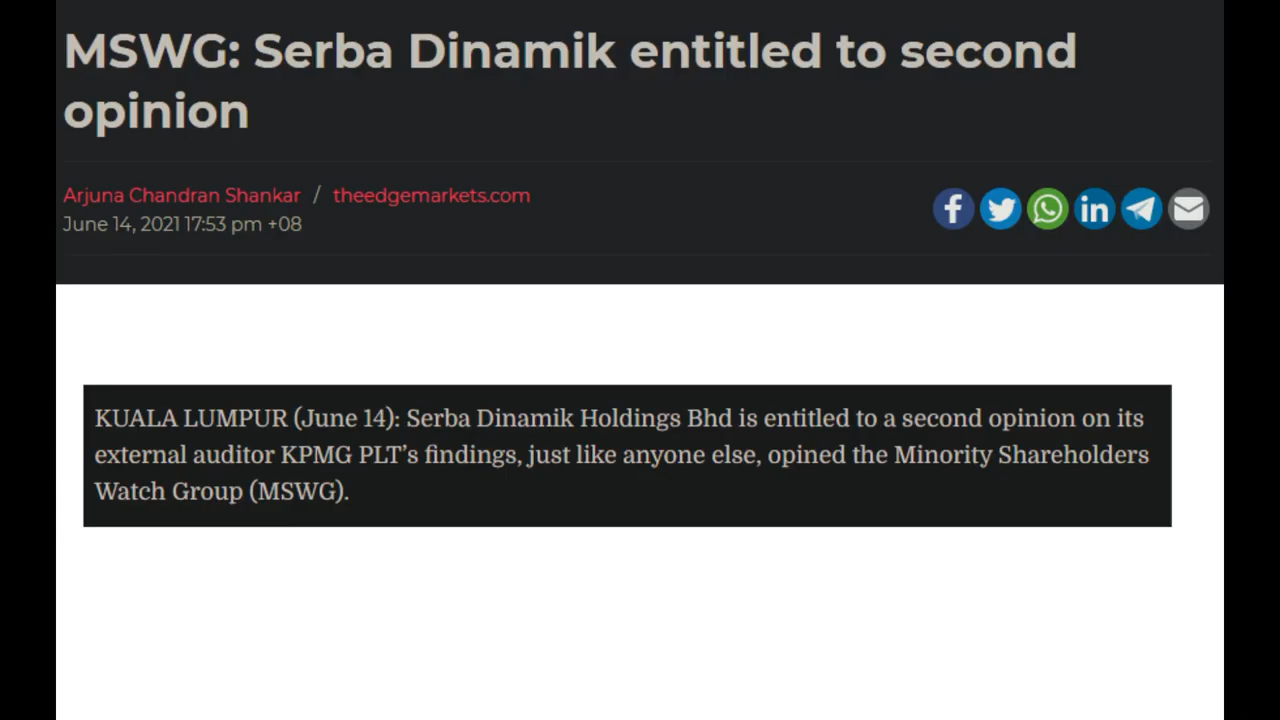 MSWG: Serba Dinamik entitled to second
opinion
Arjuna Chandran Shankar / theedgemarkets.com
June 14, 2021 17:53 pm +08
KUALA LUMPUR (June 14): Serba Dinamik Holdings Bhd is entitled to a second opinion on its
external auditor KPMG PLT’s findings, just like anyone else, opined the Minority Shareholders
Watch Group (MSWG).